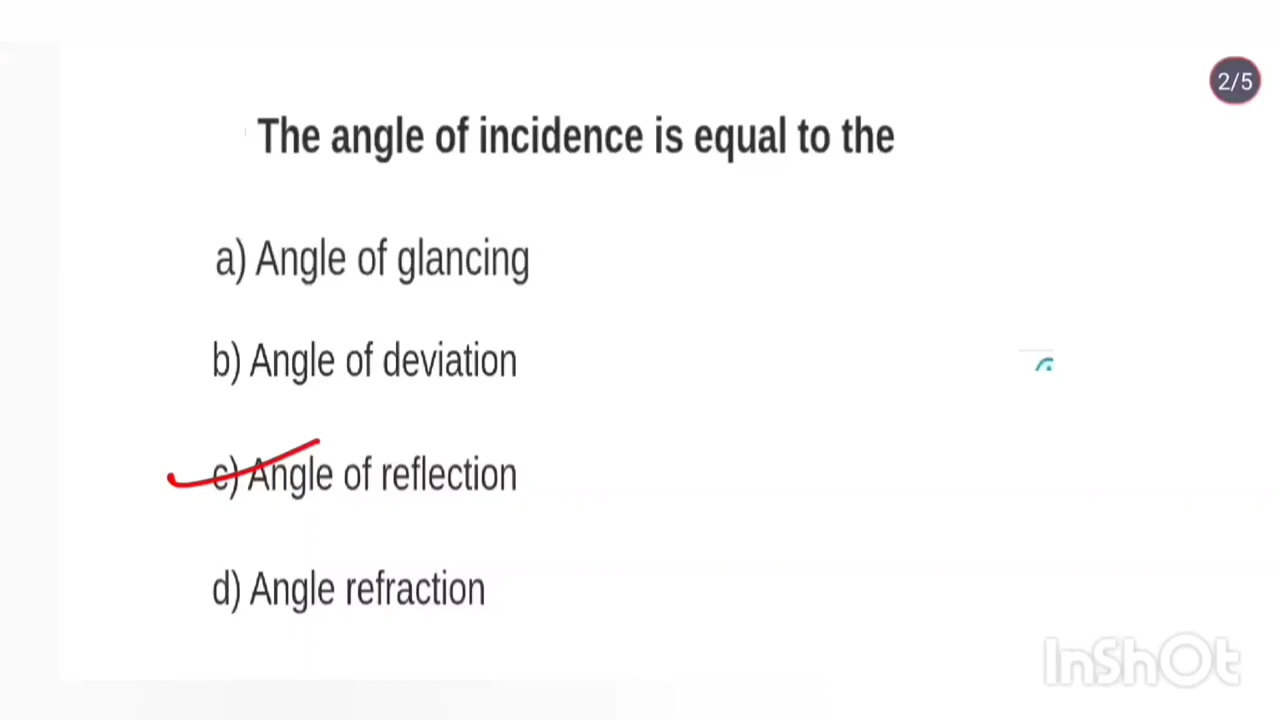 2/5
The angle of incidence is equal to the
a) Angle of glancing
b) Angle of deviation
c) Angle of reflection
d) Angle refraction
InShOt